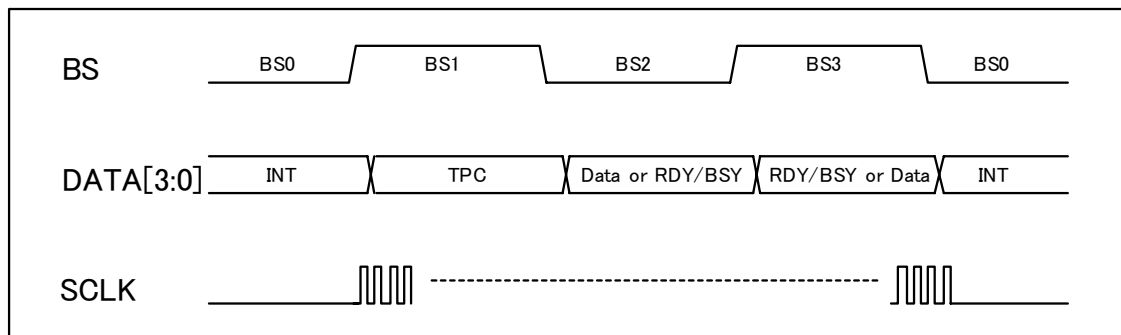 BS BS0 BS1 BS2 BS3 BS0
DATA[3:0] INT TPC Data or RDY/BSY RDY/BSY or Data INT
SCLK